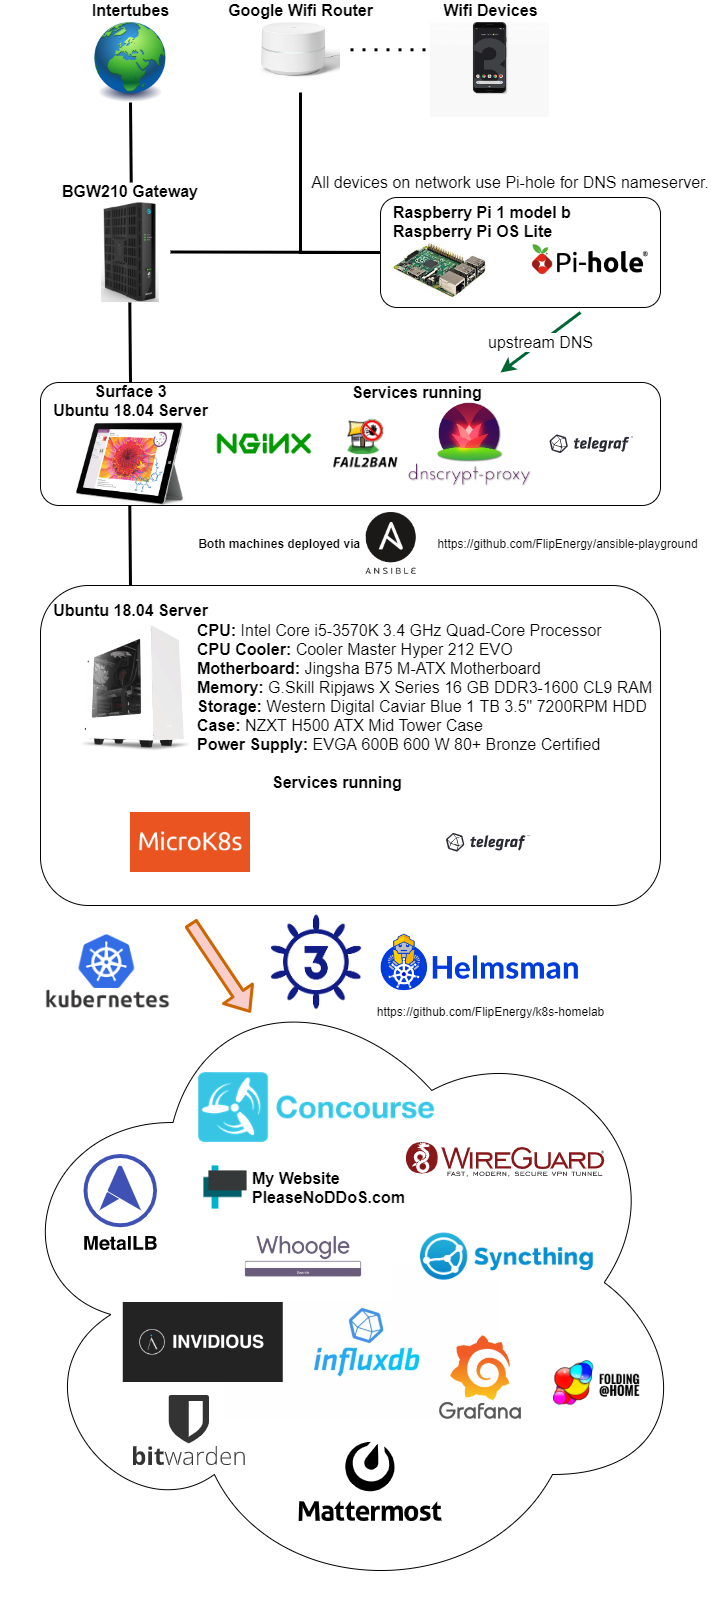 Intertubes
Google Wifi Router
Wifi Devices
BGW210 Gateway
All devices on network use Pi-hole for DNS nameserver.
Raspberry Pi 1 model b
Raspberry Pi OS Lite
Pi-hole®
upstream DNS
Surface 3
Ubuntu 18.04 Server
Services running
NGINX
FAIL2BAN
dnscrypt-proxy
telegraf
Both machines deployed via
ANSIBLE
https://github.com/FlipEnergy/ansible-playground
Ubuntu 18.04 Server
CPU: Intel Core i5-3570K 3.4 GHz Quad-Core Processor
CPU Cooler: Cooler Master Hyper 212 EVO
Motherboard: Jingsha B75 M-ATX Motherboard
Memory: G.Skill Ripjaws X Series 16 GB DDR3-1600 CL9 RAM
Storage: Western Digital Caviar Blue 1 TB 3.5" 7200RPM HDD
Case: NZXT H500 ATX Mid Tower Case
Power Supply: EVGA 600B 600 W 80+ Bronze Certified
Services running
MicroK8s
telegraf
kubernetes
3
Helmsman
https://github.com/FlipEnergy/k8s-homelab
Concourse
WIREGUARD
FAST, MODERN, SECURE VPN TUNNEL
My Website
PleaseNoDDoS.com
MetalLB
Whoogle
Syncthing
INVIDIOUS
influxdb
Grafana
FOLDING
@HOME
bitwarden
Mattermost